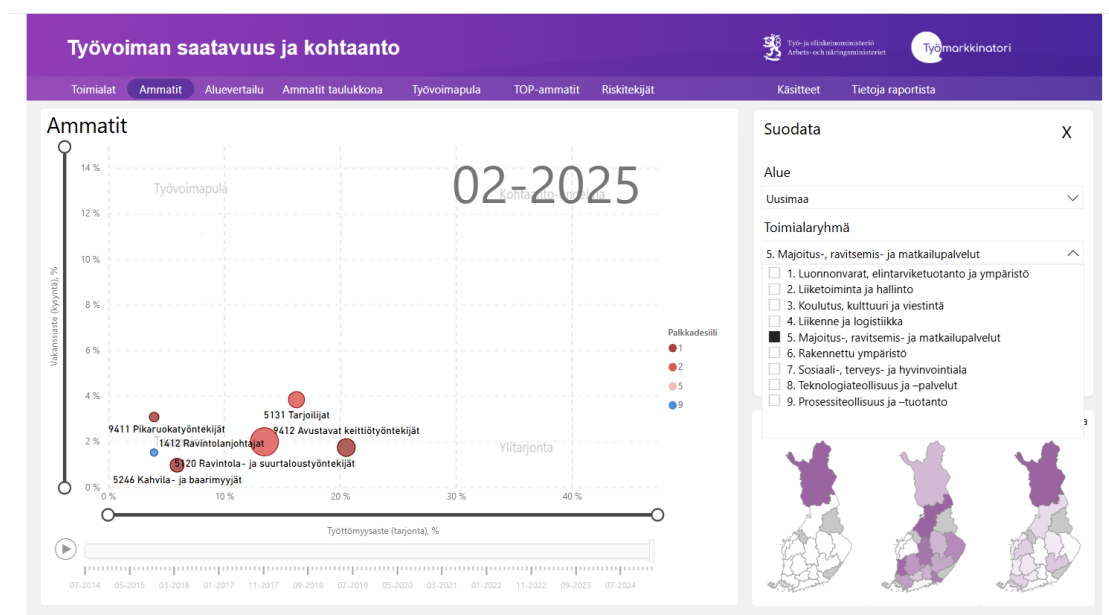 Työvoiman saatavuus ja kohtaanto
Työ- ja elinkeinoministeriö
Arbets- och näringsministeriet
Työmarkkinatori
Toimialat Ammatit Aluevertailu Ammatit taulukkona Työvoimapula TOP-ammatit Riskitekijät Käsitteet Tietoja raportista
Ammatit
02-2025
Työvoimapula
Ylitarjonta
14 %
12 %
10 %
8 %
6 %
4 %
2 %
0 %
Vakanssiaste (kysyntä), %
5131 Tarjoilijat
9411 Pikaruokatyöntekijät
9412 Avustavat keittiötyöntekijät
1412 Ravintolanjohtajat
5120 Ravintola- ja suurtaloustyöntekijät
5246 Kahvila- ja baarimyyjät
0 % 10 % 20 % 30 % 40 %
Työttömyysaste (tarjonta), %
Palkkadesiili
1
2
5
9
07-2014 05-2015 03-2016 01-2017 11-2017 09-2018 07-2019 05-2020 03-2021 01-2022 11-2022 09-2023 07-2024
Suodata X
Alue
Uusimaa
Toimialaryhmä
5. Majoitus-, ravitsemis- ja matkailupalvelut
1. Luonnonvarat, elintarviketuotanto ja ympäristö
2. Liiketoiminta ja hallinto
3. Koulutus, kulttuuri ja viestintä
4. Liikenne ja logistiikka
5. Majoitus-, ravitsemis- ja matkailupalvelut
6. Rakennettu ympäristö
7. Sosiaali-, terveys- ja hyvinvointiala
8. Teknologiateollisuus ja –palvelut
9. Prosessiteollisuus ja –tuotanto